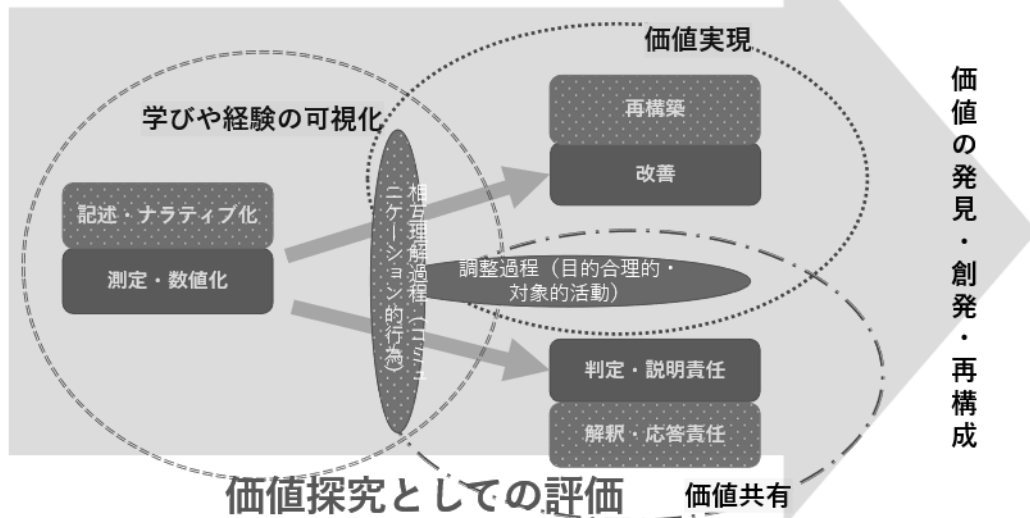 価値実現
学びや経験の可視化
再構築
改善
記述・ナラティブ化
測定・数値化
相互理解過程（コミュ
ニケーション的行為）
調整過程（目的合理的・
対象的活動）
判定・説明責任
解釈・応答責任
価値共有
価値探究としての評価
価値の発見・創発・再構成